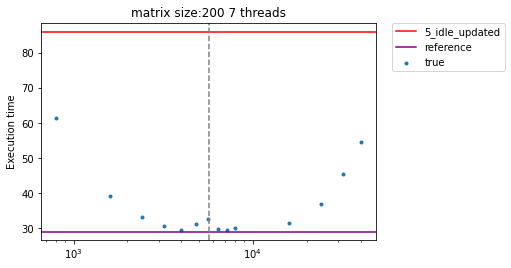 matrix size:200 7 threads
Execution time
80
70
60
50
40
30
10³
10⁴
5_idle_updated
reference
true